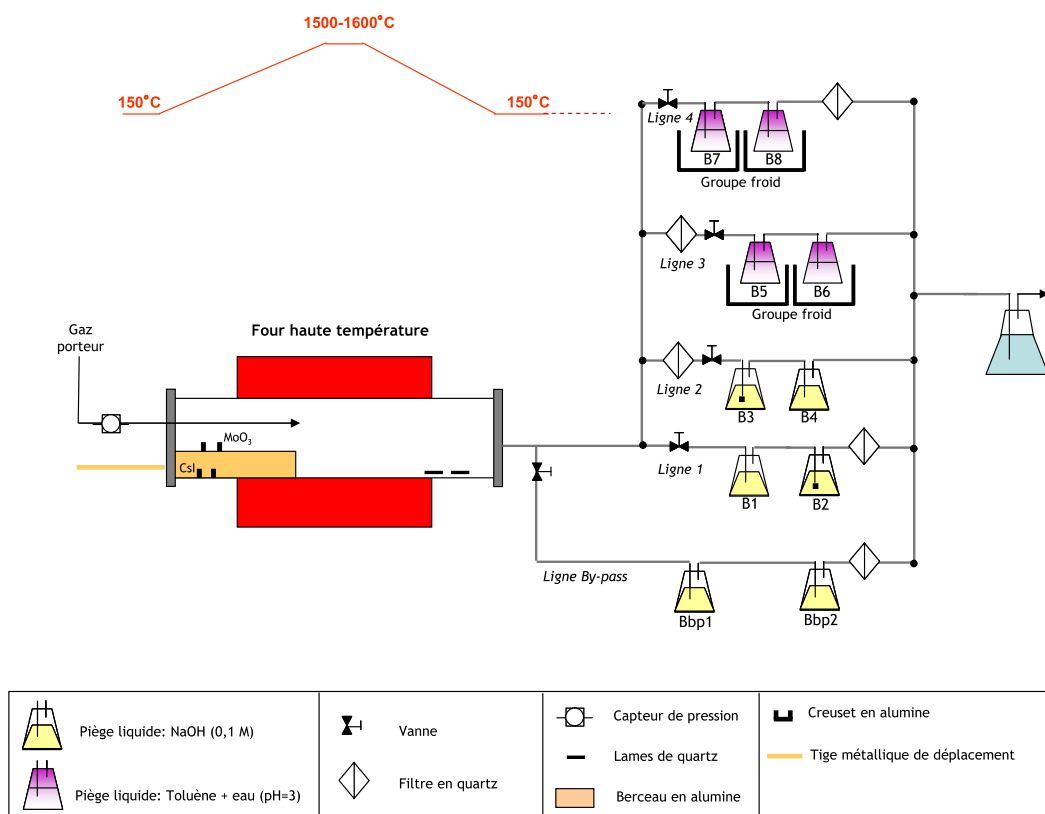 1500-1600°C
150°C
150°C
Ligne 4
B7
B8
Groupe froid
Ligne 3
B5
B6
Groupe froid
Gaz
porteur
Four haute température
Ligne 2
B3
B4
MoO3
CsI
Ligne 1
B1
B2
Ligne By-pass
Bbp1
Bbp2
Piège liquide: NaOH (0,1 M)
Piège liquide: Toluène + eau (pH=3)
Vanne
Filtre en quartz
Capteur de pression
Lames de quartz
Berceau en alumine
Creuset en alumine
Tige métallique de déplacement